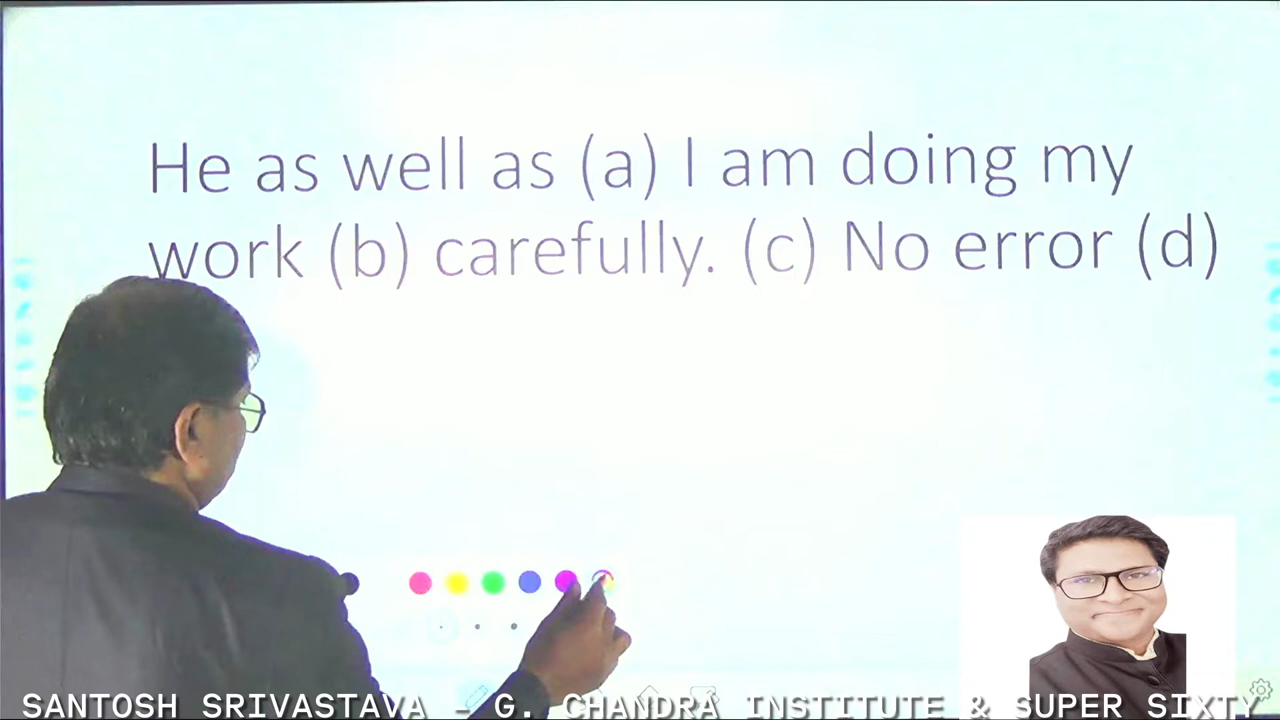 He as well as (a) I am doing my
work (b) carefully. (c) No error (d)
SANTOSH SRIVASTAVA - G. CHANDRA INSTITUTE & SUPER SIXTY